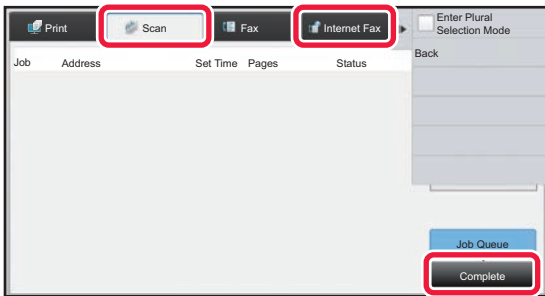 Print
Scan
Fax
Internet Fax
Enter Plural
Selection Mode
Back
Job Address Set Time Pages Status
Job Queue
Complete